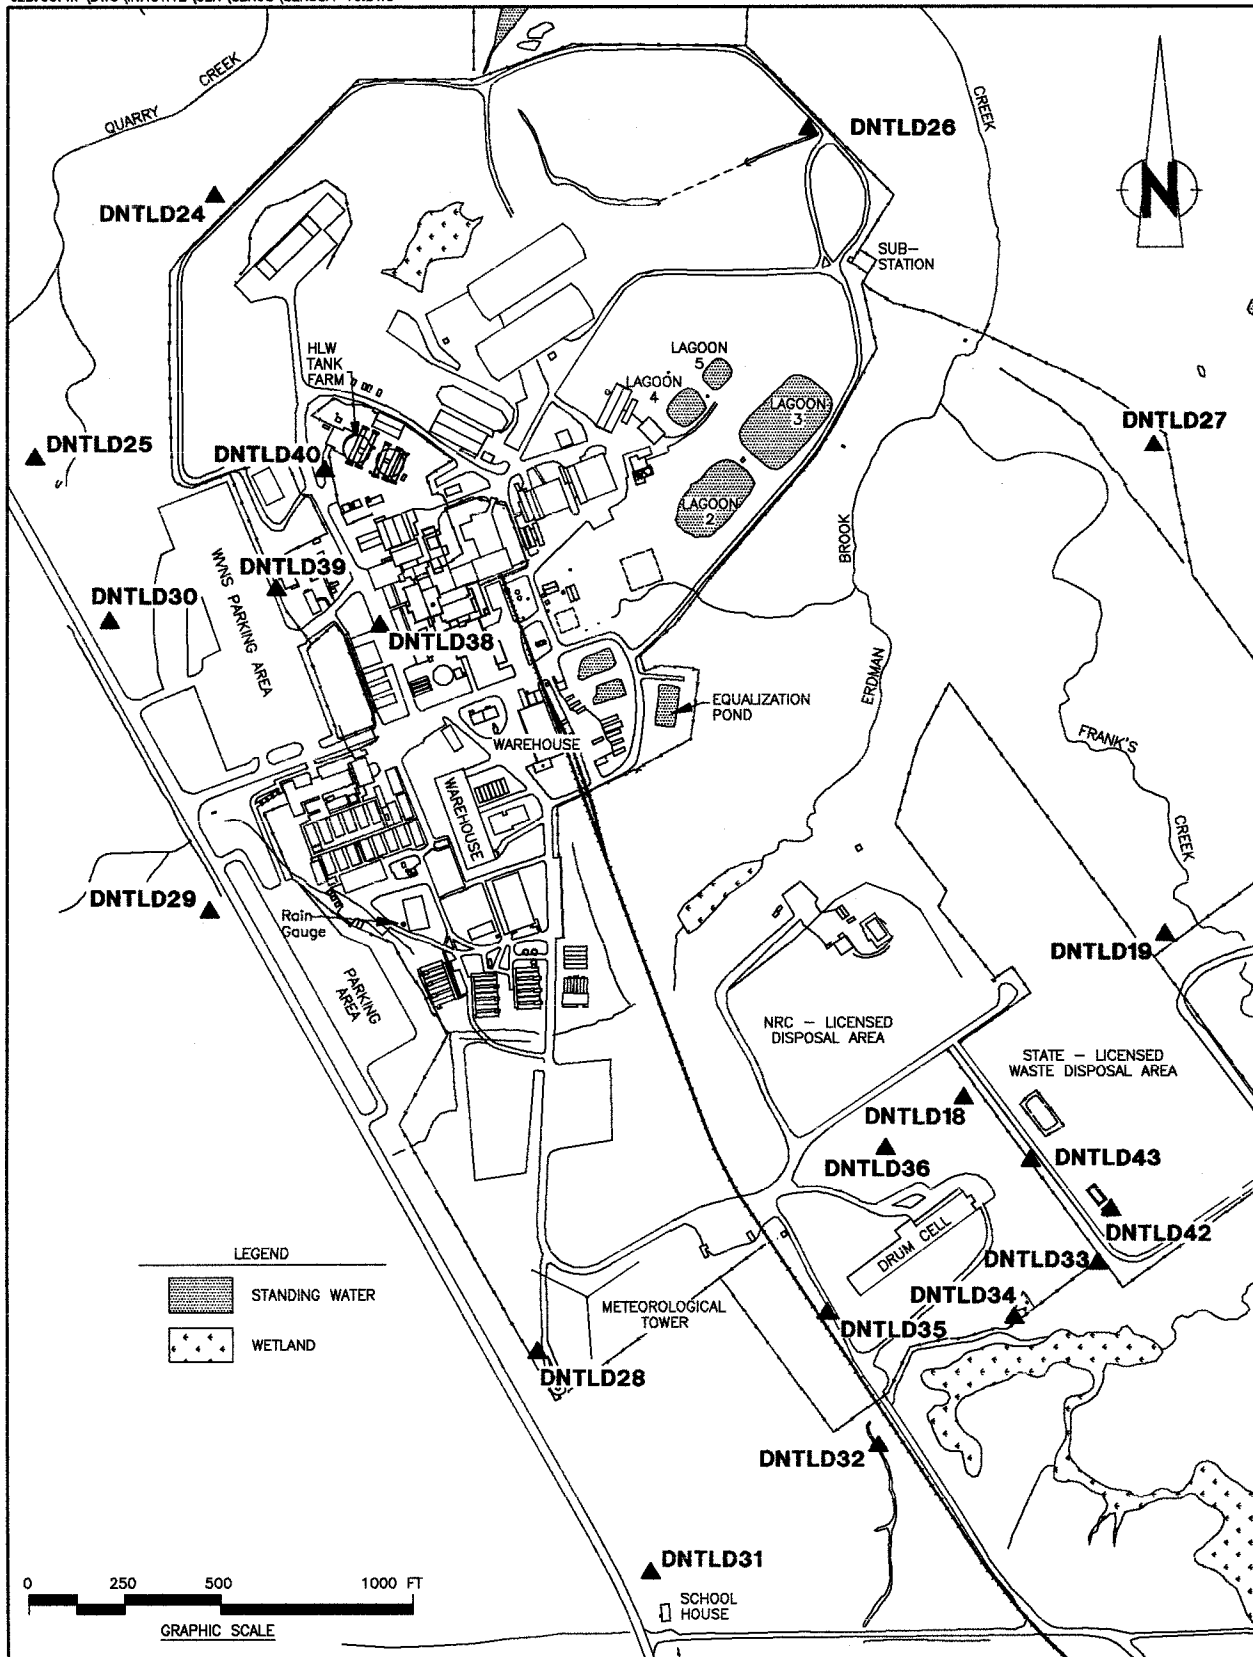 QUARRY
CREEK
CREEK
DNTLD26
N
DNTLD24
SUB-
STATION
HLW
TANK
FARM
LAGOON
5
LAGOON
4
LAGOON
3
LAGOON
2
DNTLD27
DNTLD25
DNTLD40
BROOK
ERDMAN
WVNS PARKING AREA
DNTLD39
DNTLD30
DNTLD38
EQUALIZATION
POND
WAREHOUSE
WAREHOUSE
FRANK'S
CREEK
DNTLD29
Rain
Gauge
PARKING
AREA
DNTLD19
NRC - LICENSED
DISPOSAL AREA
STATE - LICENSED
WASTE DISPOSAL AREA
DNTLD18
DNTLD36
DNTLD43
DNTLD42
DRUM CELL
DNTLD33
DNTLD34
DNTLD35
LEGEND
STANDING WATER
WETLAND
METEOROLOGICAL
TOWER
DNTLD28
DNTLD32
DNTLD31
SCHOOL
HOUSE
0 250 500 1000 FT
GRAPHIC SCALE